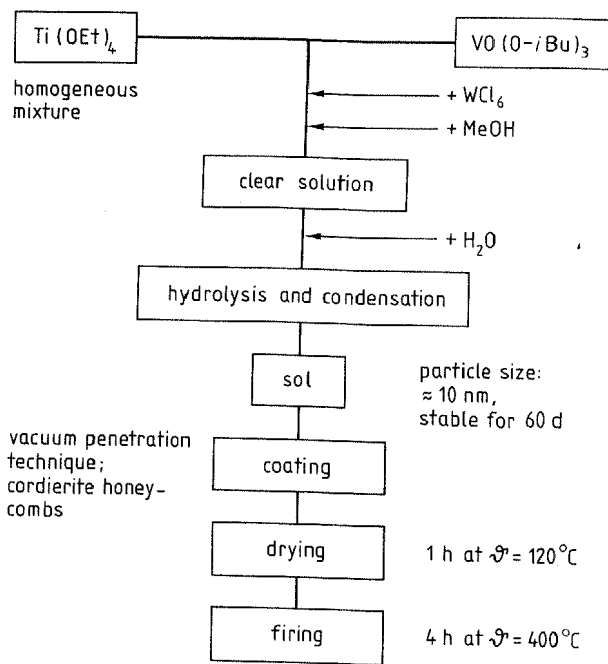 Ti(OEt)₄
VO(O-iBu)₃
homogeneous
mixture
+ WCl₆
+ MeOH
clear solution
+ H₂O
hydrolysis and condensation
sol
particle size:
≈ 10 nm,
stable for 60 d
vacuum penetration
technique;
cordierite honey-
combs
coating
drying
1 h at ϑ = 120°C
firing
4 h at ϑ = 400°C